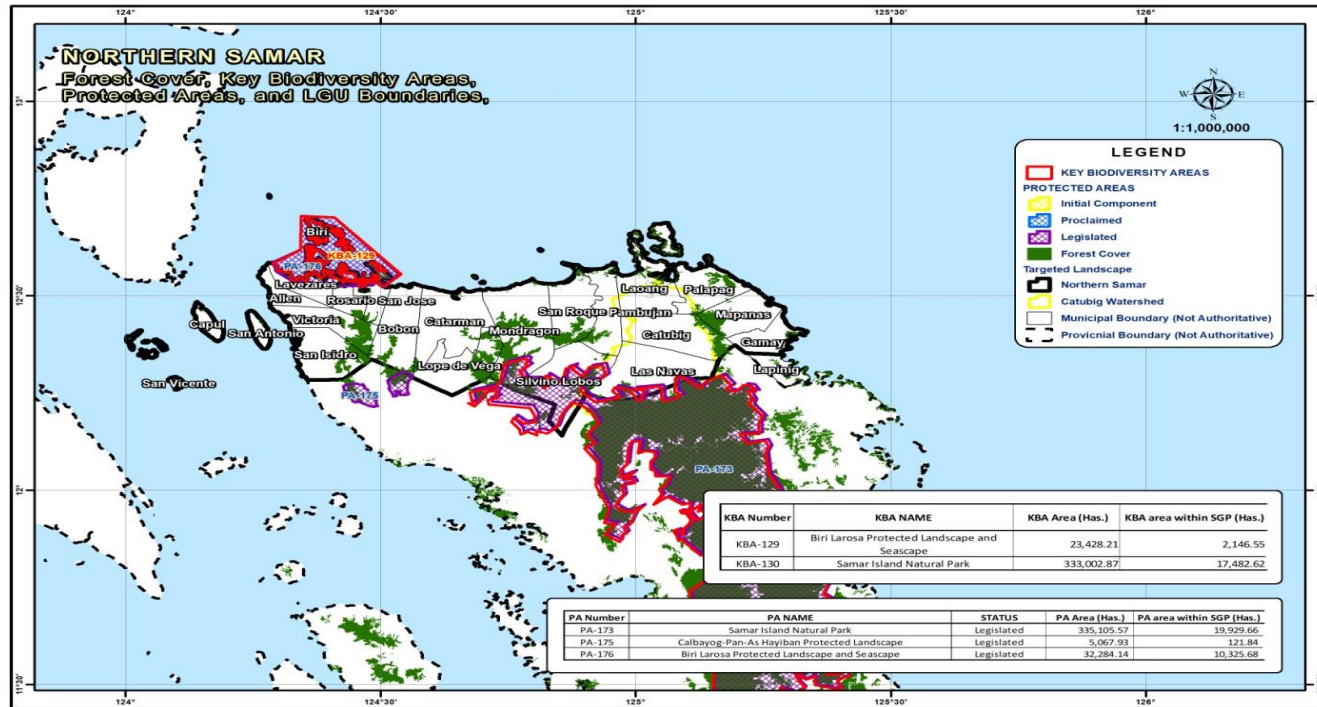 124° 124°30' 125° 125°30' 126°
NORTHERN SAMAR
Forest Cover, Key Biodiversity Areas,
Protected Areas, and LGU Boundaries,
N
W E
S
1:1,000,000
13°
LEGEND
KEY BIODIVERSITY AREAS
PROTECTED AREAS
Initial Component
Proclaimed
Legislated
Forest Cover
Targeted Landscape
Northern Samar
Catubig Watershed
Municipal Boundary (Not Authoritative)
Provicnial Boundary (Not Authoritative)
Biri
KBA-129
PA-176
Lavezares
Allen
Rosario
San Jose
Laoang
Palapag
12°30'
Capul
San Antonio
Victoria
Bobon
Catarman
Mondragon
San Roque
Pambujan
Catubig
Mapanas
Gamay
San Isidro
Lope de Vega
Las Navas
Lapinig
San Vicente
Silvino Lobos
PA-175
PA-173
12°
KBA Number KBA NAME KBA Area (Has.) KBA area within SGP (Has.)
KBA-129 Biri Larosa Protected Landscape and Seascape 23,428.21 2,146.55
KBA-130 Samar Island Natural Park 333,002.87 17,482.62
PA Number PA NAME STATUS PA Area (Has.) PA area within SGP (Has.)
PA-173 Samar Island Natural Park Legislated 335,105.57 19,929.66
PA-175 Calbayog-Pan-As Hayiban Protected Landscape Legislated 5,067.93 121.84
PA-176 Biri Larosa Protected Landscape and Seascape Legislated 32,284.14 10,325.68
11°30'
124° 124°30' 125° 125°30' 126°